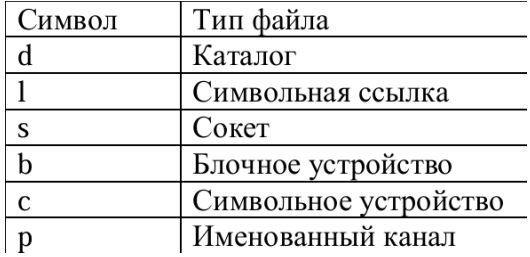 Символ Тип файла
d Каталог
l Символьная ссылка
s Сокет
b Блочное устройство
c Символьное устройство
p Именованный канал